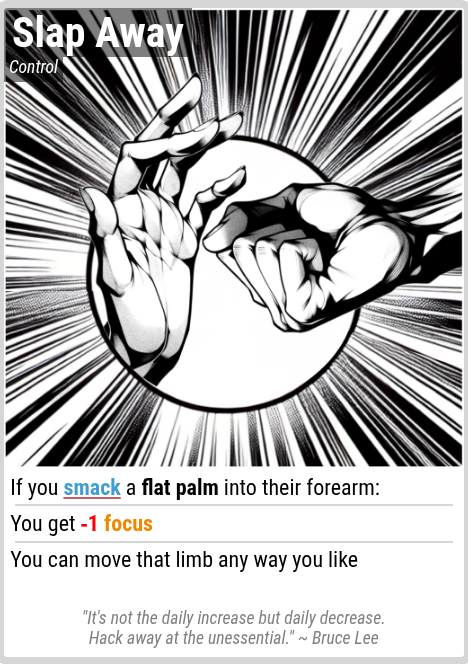 Slap Away
Control
If you smack a flat palm into their forearm:
You get -1 focus
You can move that limb any way you like
"It's not the daily increase but daily decrease.
Hack away at the unessential." ~ Bruce Lee